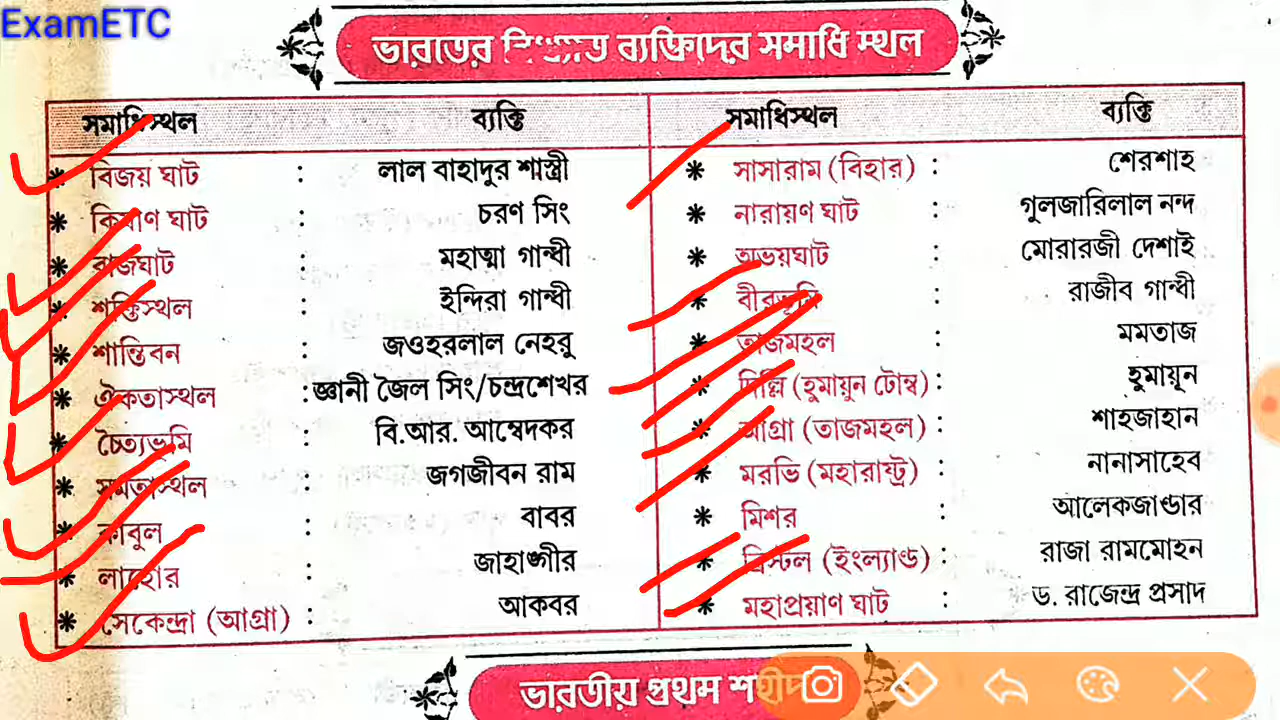 ExamETC
ভারতের বিখ্যাত ব্যক্তিদের সমাধি স্থল
সমাধিস্থল ব্যক্তি
* বিজয় ঘাট : লাল বাহাদুর শাস্ত্রী
* কিষাণ ঘাট : চরণ সিং
* রাজঘাট : মহাত্মা গান্ধী
* শক্তিস্থল : ইন্দিরা গান্ধী
* শান্তিবন : জওহরলাল নেহরু
* ঐকতাস্থল : জ্ঞানী জৈল সিং/চন্দ্রশেখর
* চৈত্যভূমি : বি.আর. আম্বেদকর
* সমতাস্থল : জগজীবন রাম
* কাবুল : বাবর
* লাহোর : জাহাঙ্গীর
* সেকেন্দ্রা (আগ্রা) : আকবর
সমাধিস্থল ব্যক্তি
* সাসারাম (বিহার) : শেরশাহ
* নারায়ণ ঘাট : গুলজারিলাল নন্দ
* অভয়ঘাট : মোরারজী দেশাই
* বীরভূমি : রাজীব গান্ধী
* তাজমহল : মমতাজ
* দিল্লি (হুমায়ুন টোম্ব) : হুমায়ূন
* আগ্রা (তাজমহল) : শাহজাহান
* মরভি (মহারাষ্ট্র) : নানাসাহেব
* মিশর : আলেকজাণ্ডার
* ব্রিস্টল (ইংল্যাণ্ড) : রাজা রামমোহন
* মহাপ্রয়াণ ঘাট : ড. রাজেন্দ্র প্রসাদ
ভারতীয় প্রথম